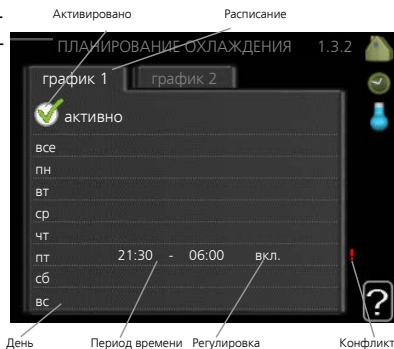 Активировано Расписание
ПЛАНИРОВАНИЕ ОХЛАЖДЕНИЯ 1.3.2
график 1 график 2
активно
все
пн
вт
ср
чт
пт 21:30 - 06:00 вкл.
сб
вс
?
День Период времени Регулировка Конфликт